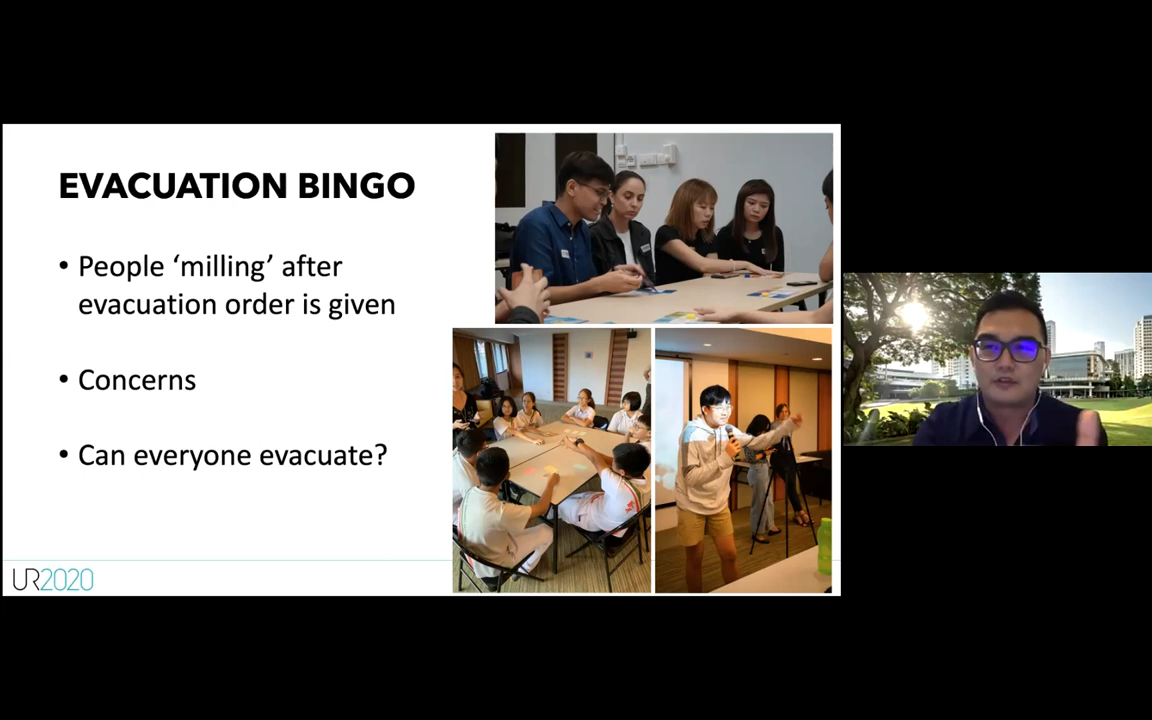 EVACUATION BINGO
• People ‘milling’ after
evacuation order is given
• Concerns
• Can everyone evacuate?
UR2020